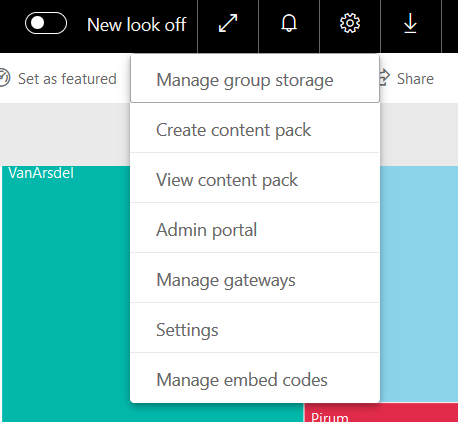 New look off
Set as featured
Share
Manage group storage
Create content pack
View content pack
Admin portal
Manage gateways
Settings
Manage embed codes
VanArsdel
Pirum